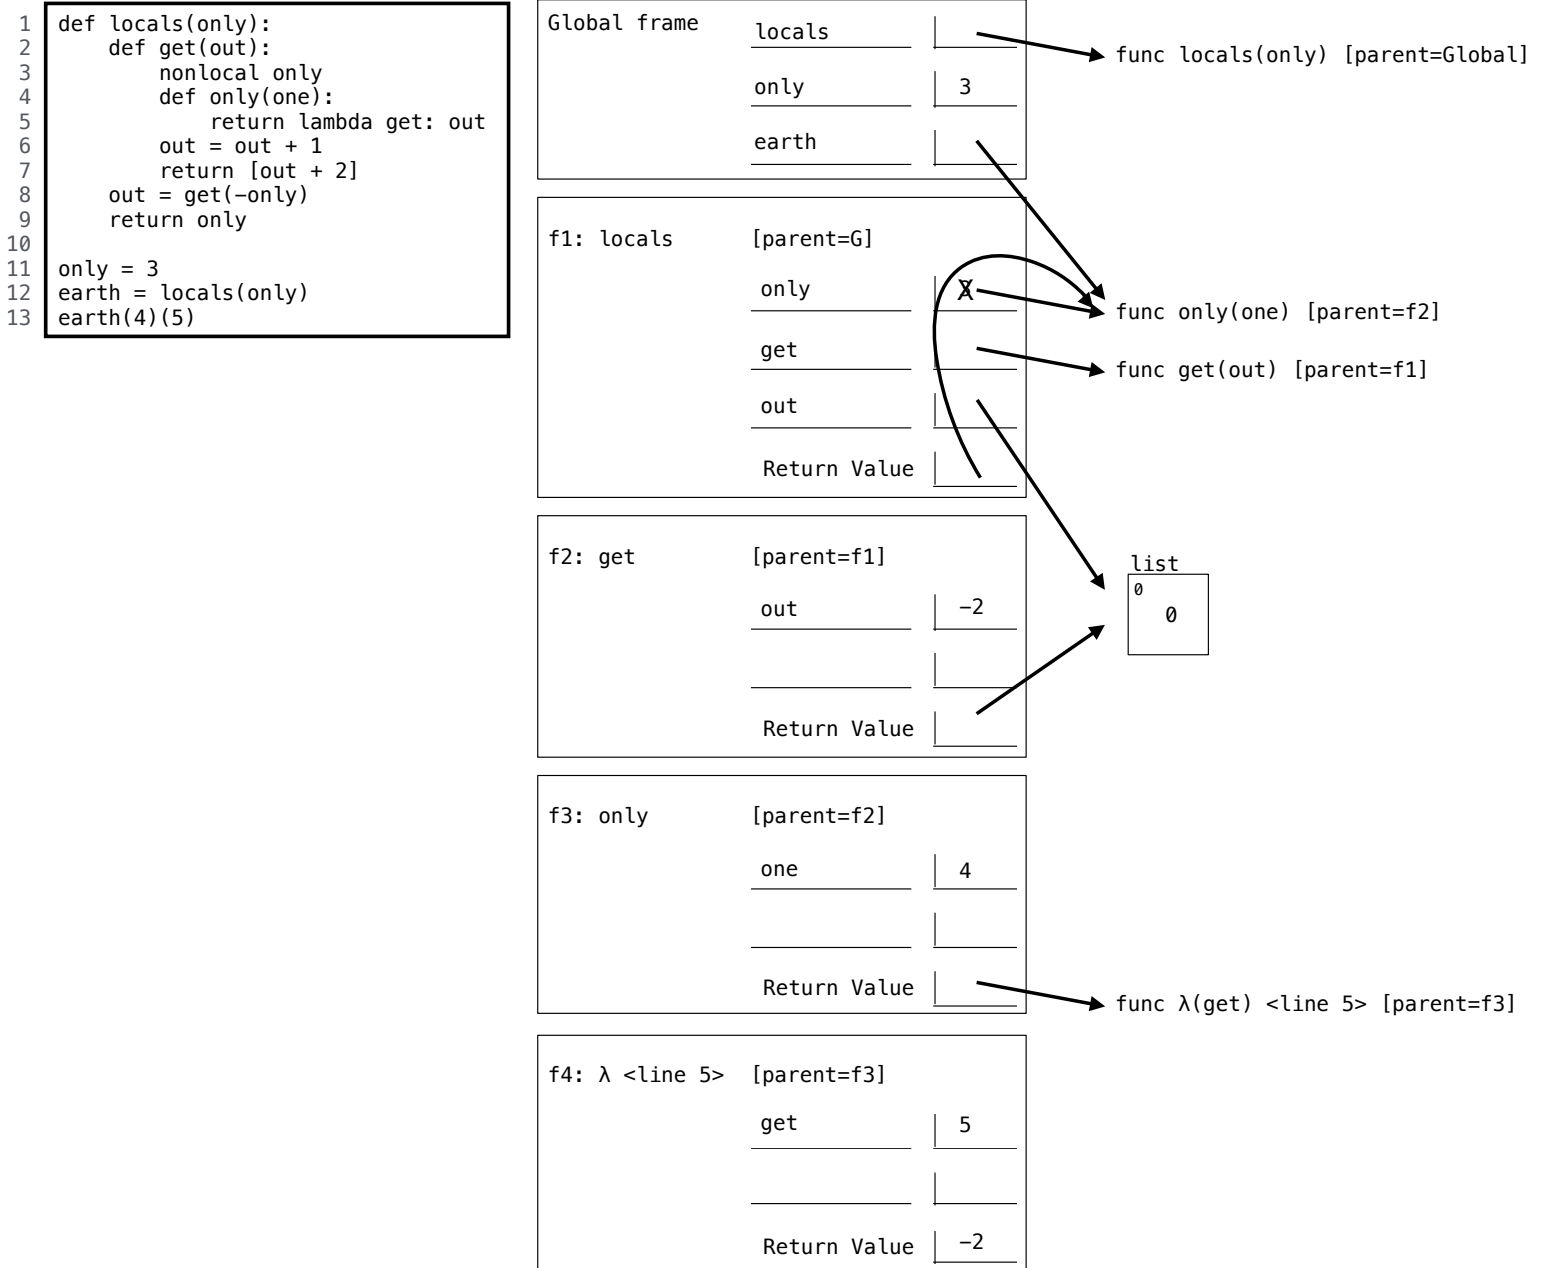 1 def locals(only):
2     def get(out):
3         nonlocal only
4         def only(one):
5             return lambda get: out
6         out = out + 1
7         return [out + 2]
8     out = get(−only)
9     return only
10
11 only = 3
12 earth = locals(only)
13 earth(4)(5)
Global frame
locals
func locals(only) [parent=Global]
only 3
earth
f1: locals [parent=G]
only 3
func only(one) [parent=f2]
get
func get(out) [parent=f1]
out
Return Value
f2: get [parent=f1]
list
0
0
out −2
Return Value
f3: only [parent=f2]
one 4
Return Value
func λ(get) <line 5> [parent=f3]
f4: λ <line 5> [parent=f3]
get 5
Return Value −2